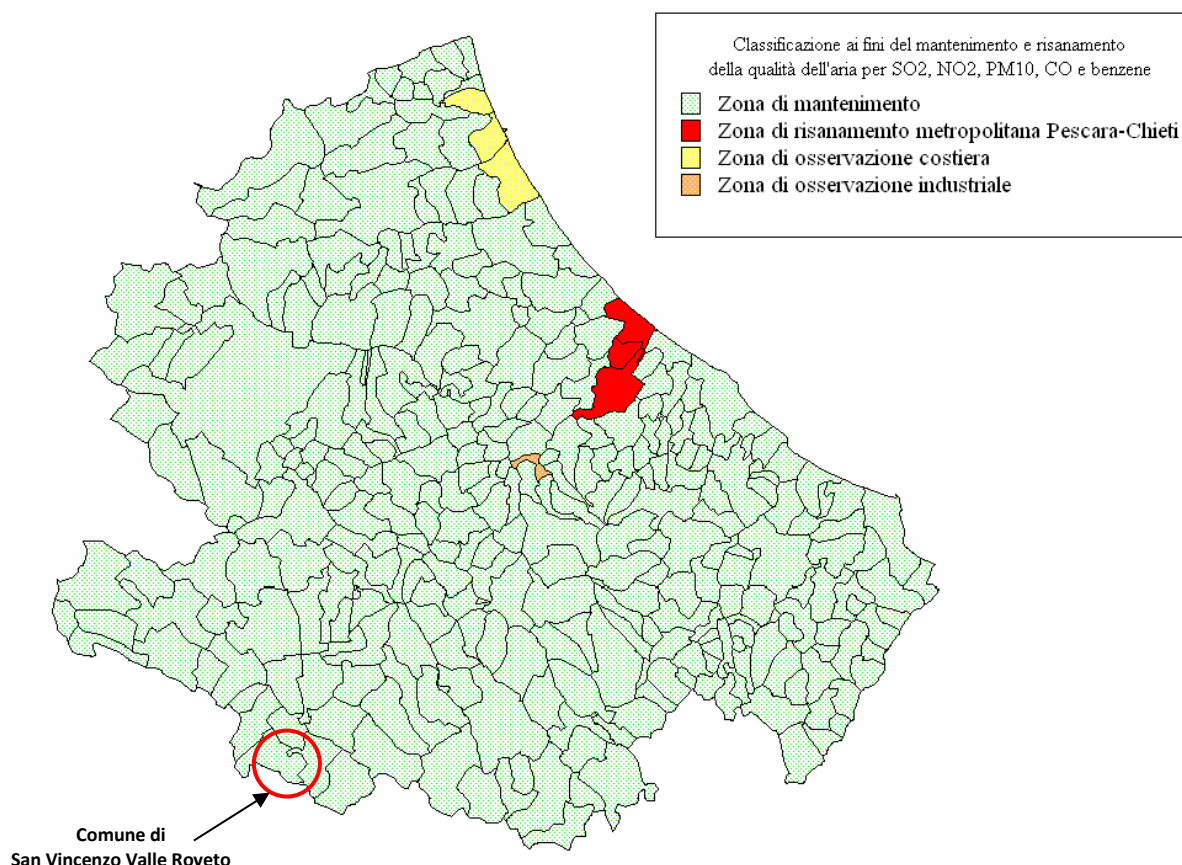 Classificazione ai fini del mantenimento e risanamento
della qualità dell'aria per SO2, NO2, PM10, CO e benzene
Zona di mantenimento
Zona di risanamemto metropolitana Pescara-Chieti
Zona di osservazione costiera
Zona di osservazione industriale
Comune di
San Vincenzo Valle Roveto